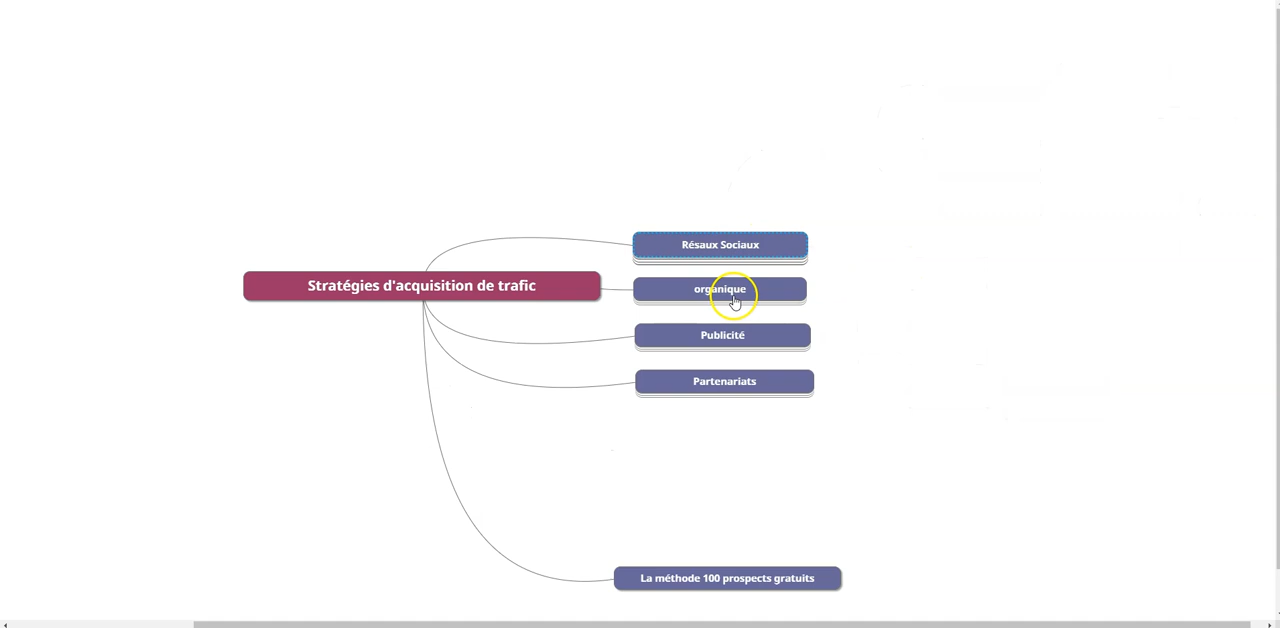 Résaux Sociaux
Stratégies d'acquisition de trafic
organique
Publicité
Partenariats
La méthode 100 prospects gratuits